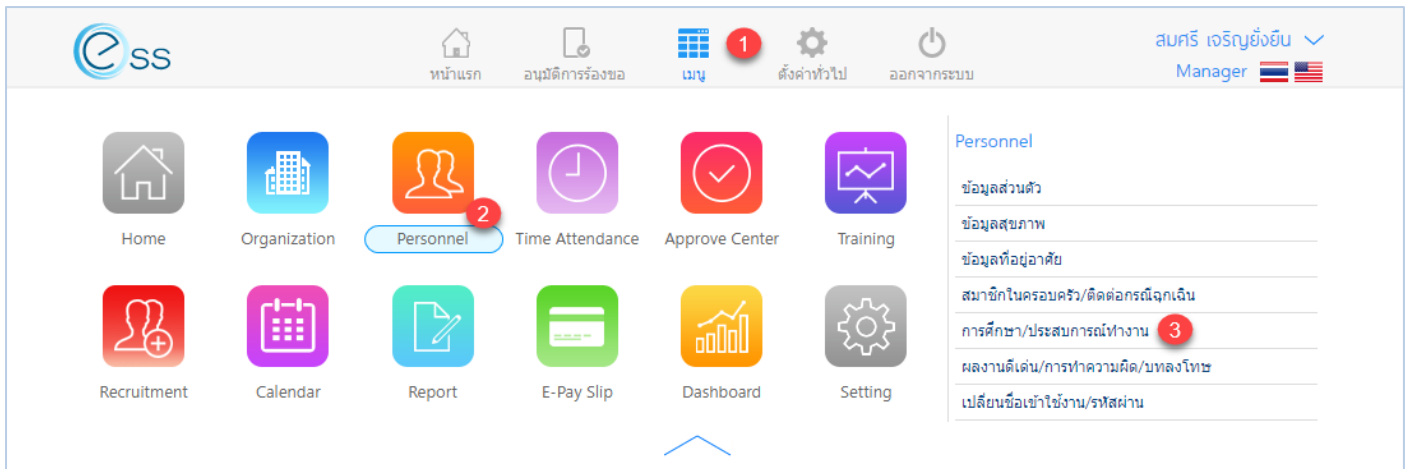 ess
หน้าแรก
อนุมัติการร้องขอ
เมนู
1
ตั้งค่าทั่วไป
ออกจากระบบ
สมศรี เจริญยั่งยืน
Manager
Home
Organization
Personnel
2
Time Attendance
Approve Center
Training
Recruitment
Calendar
Report
E-Pay Slip
Dashboard
Setting
Personnel
ข้อมูลส่วนตัว
ข้อมูลสุขภาพ
ข้อมูลที่อยู่อาศัย
สมาชิกในครอบครัว/ติดต่อกรณีฉุกเฉิน
การศึกษา/ประสบการณ์ทำงาน 3
ผลงานดีเด่น/การทำความผิด/บทลงโทษ
เปลี่ยนชื่อเข้าใช้งาน/รหัสผ่าน